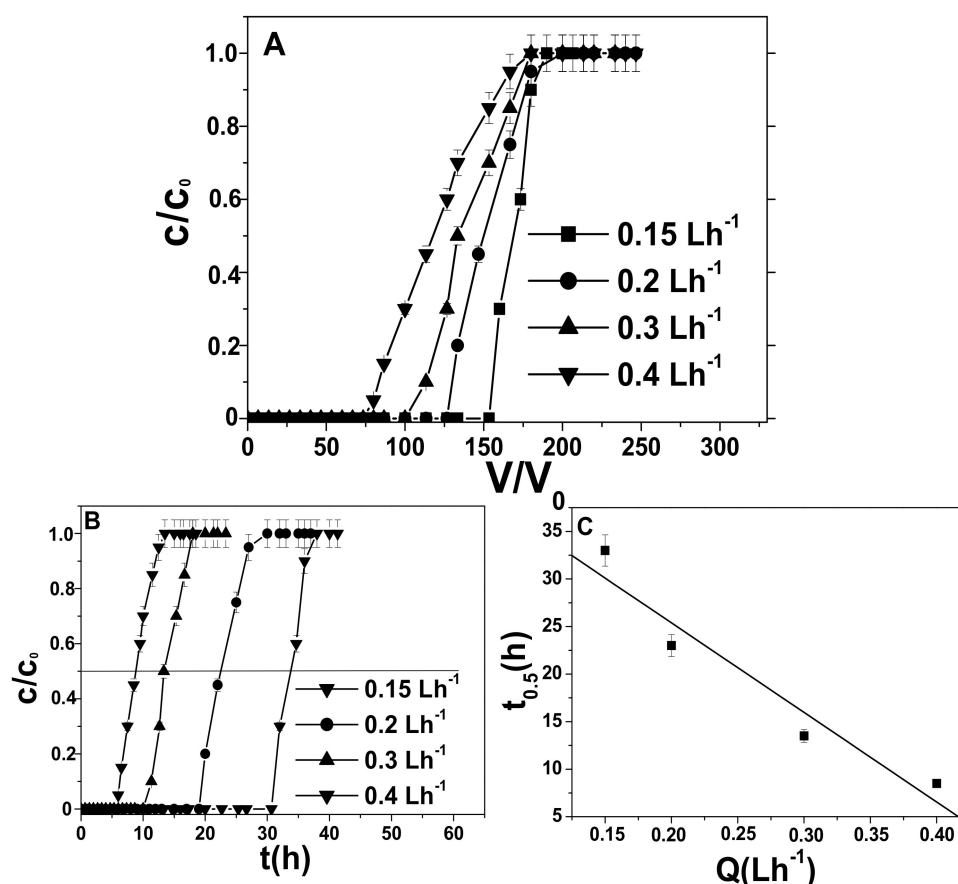 A
c/c₀
1.0
0.8
0.6
0.4
0.2
0
0 50 100 150 200 250 300
V/V
0
0.15 Lh⁻¹
0.2 Lh⁻¹
0.3 Lh⁻¹
0.4 Lh⁻¹
B
c/c₀
1.0
0.8
0.6
0.4
0.2
0
0 10 20 30 40 50 60
t(h)
0.15 Lh⁻¹
0.2 Lh⁻¹
0.3 Lh⁻¹
0.4 Lh⁻¹
C
t₀.₅(h)
35
30
25
20
15
10
5
0.15 0.20 0.25 0.30 0.35 0.40
Q(Lh⁻¹)